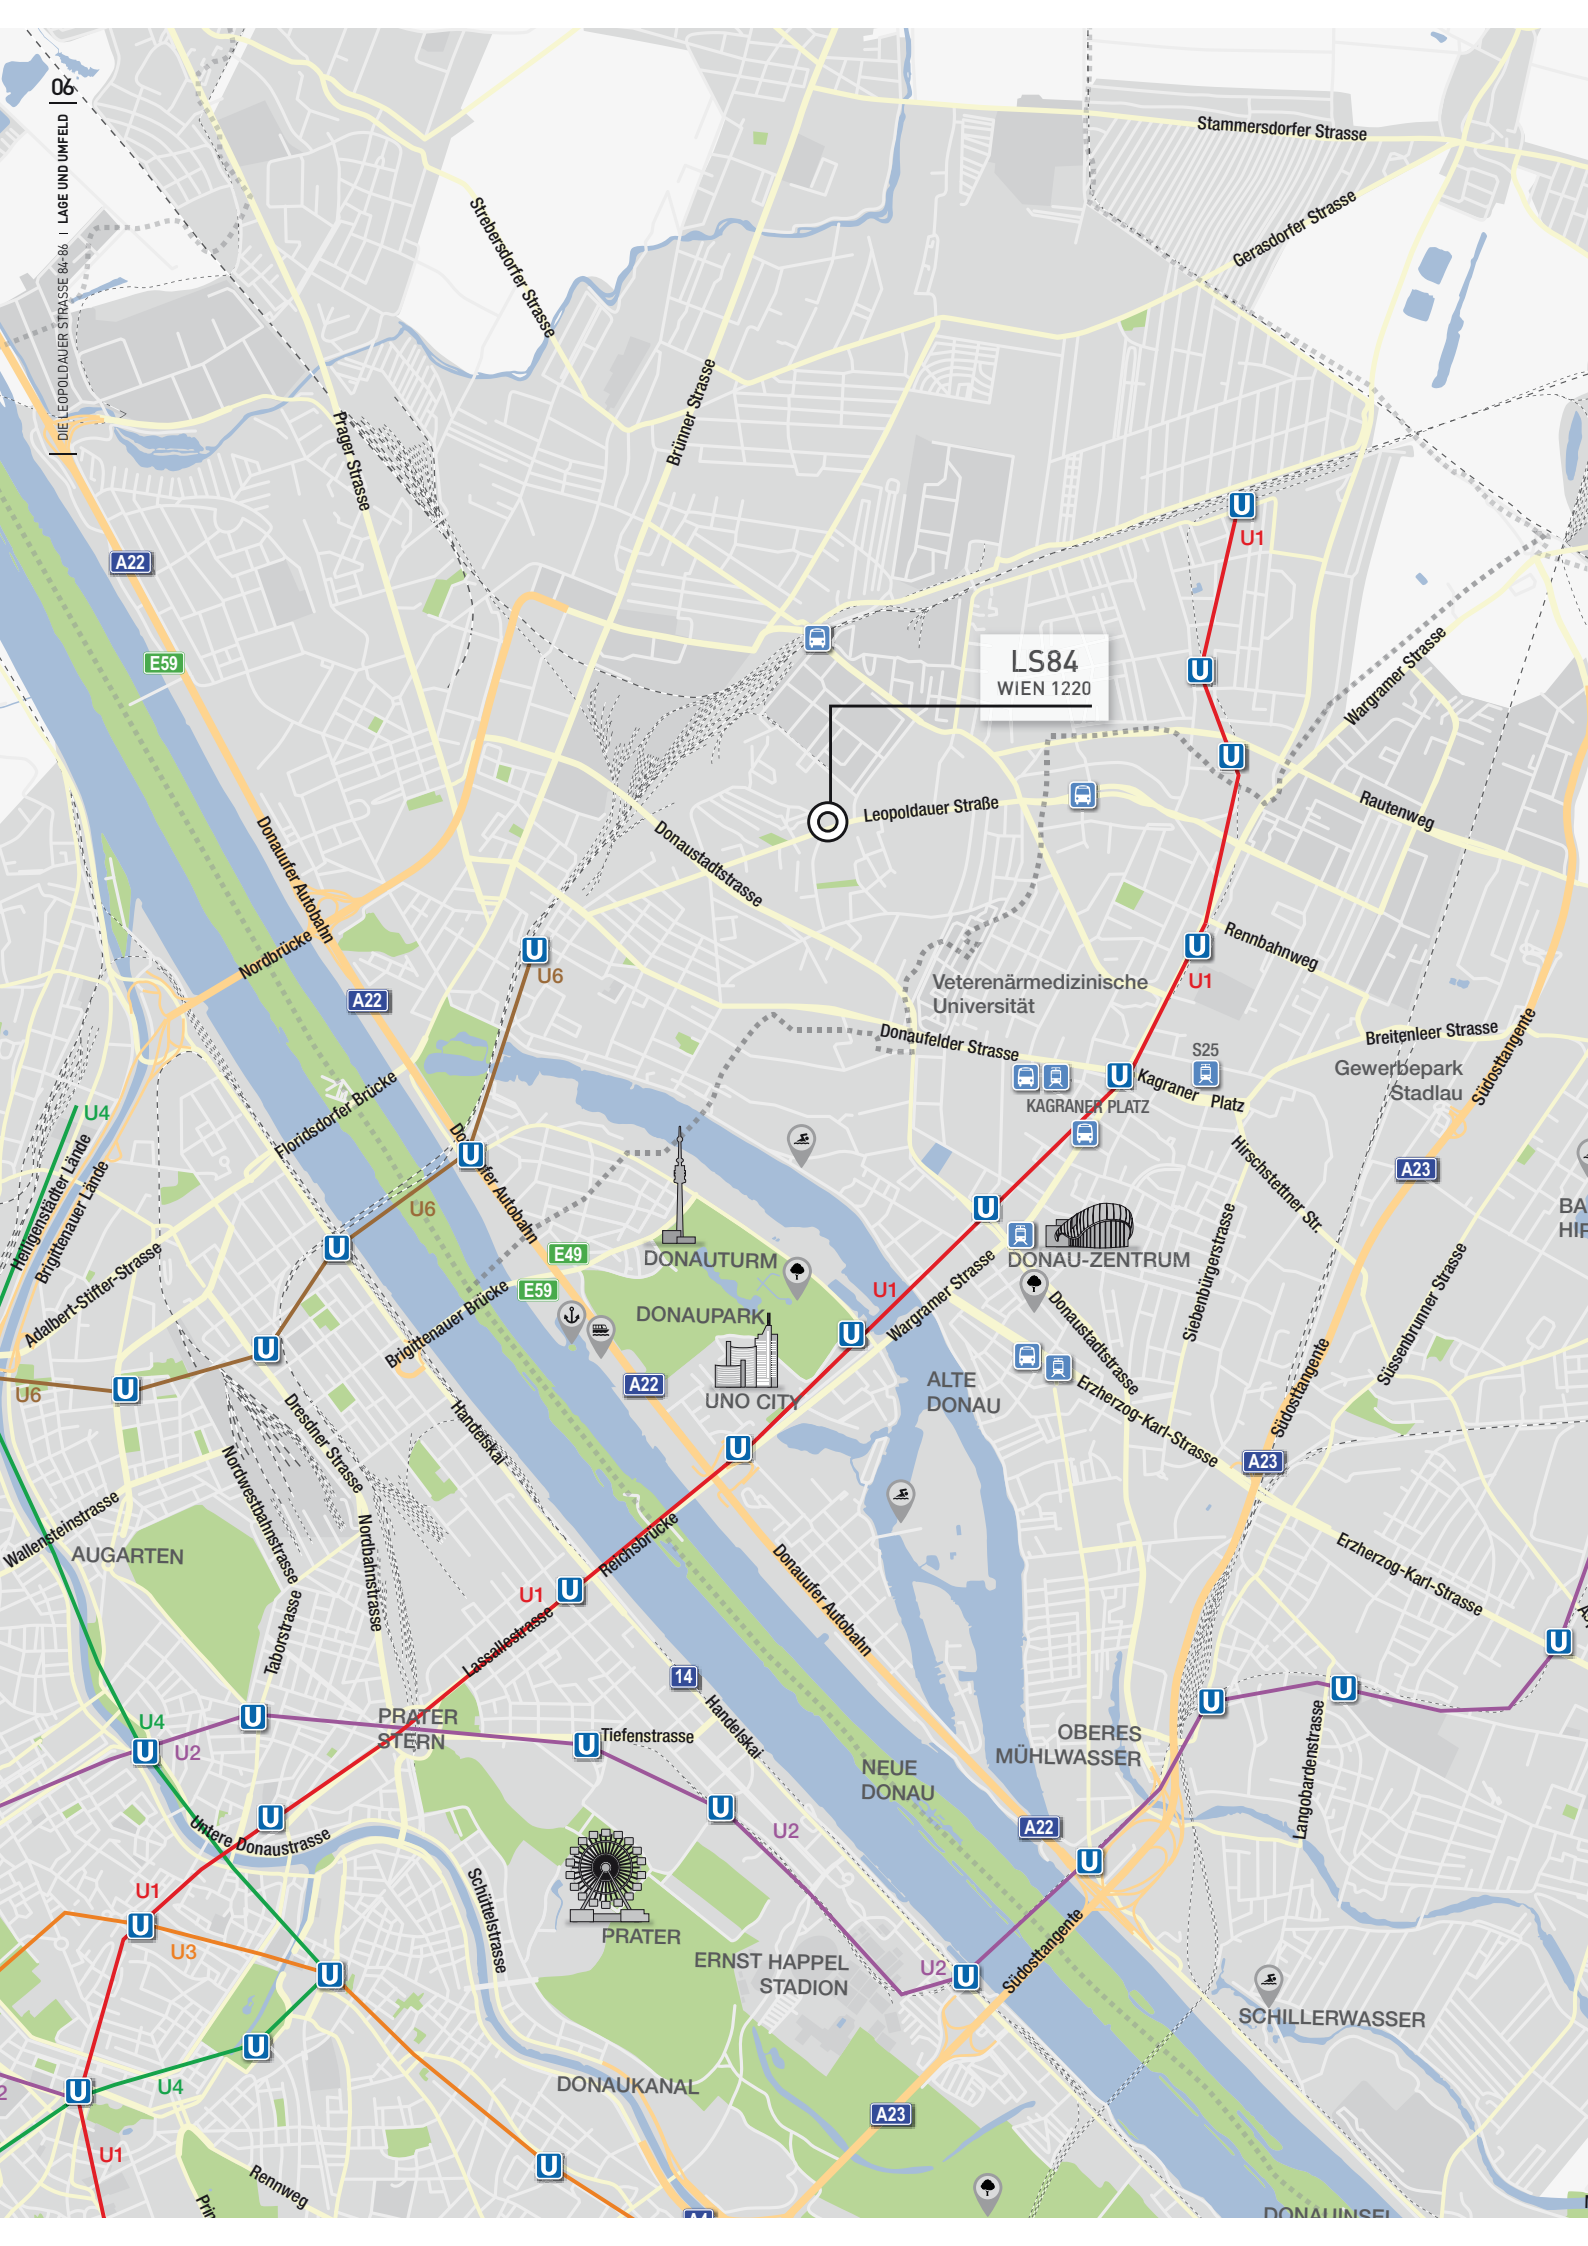 06
DIE LEOPOLDAUER STRASSE 84-86 | LAGE UND UMFELD
Stammersdorfer Strasse
Gerasdorfer Strasse
Strebersdorfer Strasse
Brünner Strasse
Prager Strasse
U1
A22
E59
LS84
WIEN 1220
Wargramer Strasse
Leopoldauer Straße
Rautenweg
Donaustadtstrasse
Donauufer Autobahn
Nordbrücke
U6
A22
Rennbahnweg
U1
Veterenärmedizinische
Universität
Donaufelder Strasse
Breitenleer Strasse
Südosttangente
Gewerbepark
Stadlau
S25
Kagraner Platz
KAGRANER PLATZ
U4
Floridsdorfer Brücke
Heiligenstädter Lände
Brigittenauer Lände
U6
Hirschstettner Str.
A23
Adalbert-Stifter-Strasse
E49
E59
DONAUTURM
DONAU-ZENTRUM
Siebenbürgerstrasse
Süssenbrunner Strasse
Brigittenauer Brücke
DONAUPARK
U1
Wargramer Strasse
Donaustadtstrasse
Südosttangente
U6
A22
UNO CITY
ALTE
DONAU
Erzherzog-Karl-Strasse
A23
Dresdner Strasse
Handelskai
Nordwestbahnstrasse
Wallensteinstrasse
AUGARTEN
Nordbahnstrasse
Reichsbrücke
Donauufer Autobahn
Erzherzog-Karl-Strasse
U1
Taborstrasse
Lassallestrasse
14
Handelskai
U4
U2
PRATER
STERN
Tiefenstrasse
OBERES
MÜHLWASSER
Langobardenstrasse
NEUE
DONAU
A22
U2
Untere Donaustrasse
U1
U3
Schüttelstrasse
PRATER
ERNST HAPPEL
STADION
U2
Südosttangente
SCHILLERWASSER
U4
DONAUKANAL
A23
U1
Rennweg
DONAUINSEL